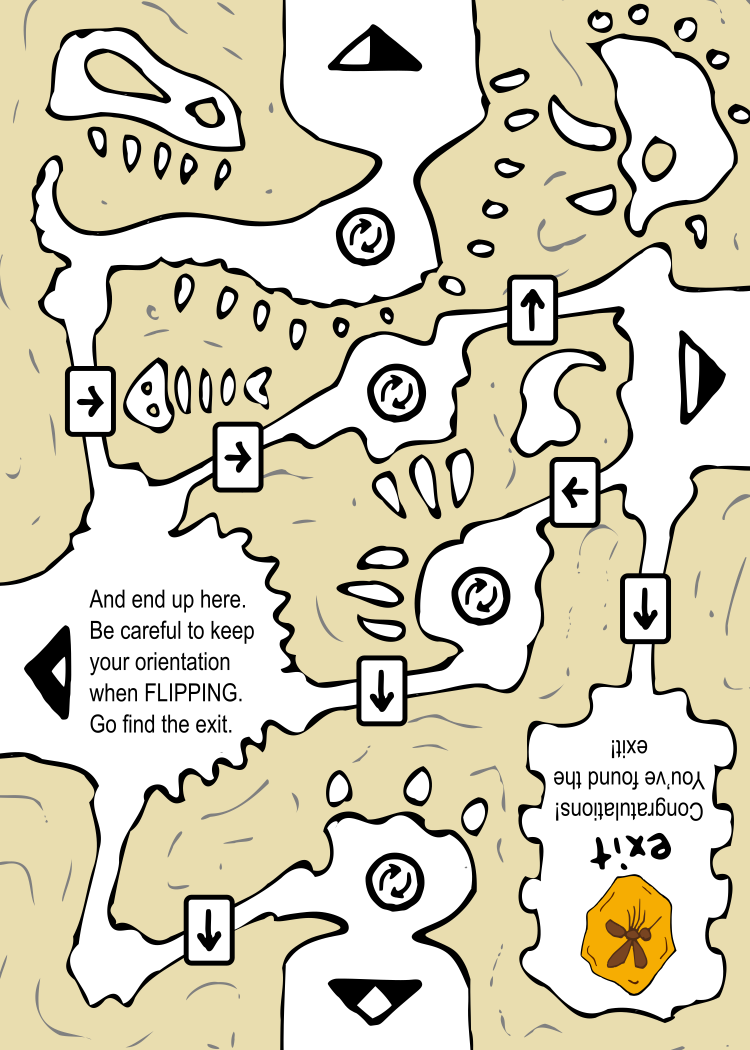 And end up here.
Be careful to keep
your orientation
when FLIPPING.
Go find the exit.
exit
Congratulations!
You've found the
exit!